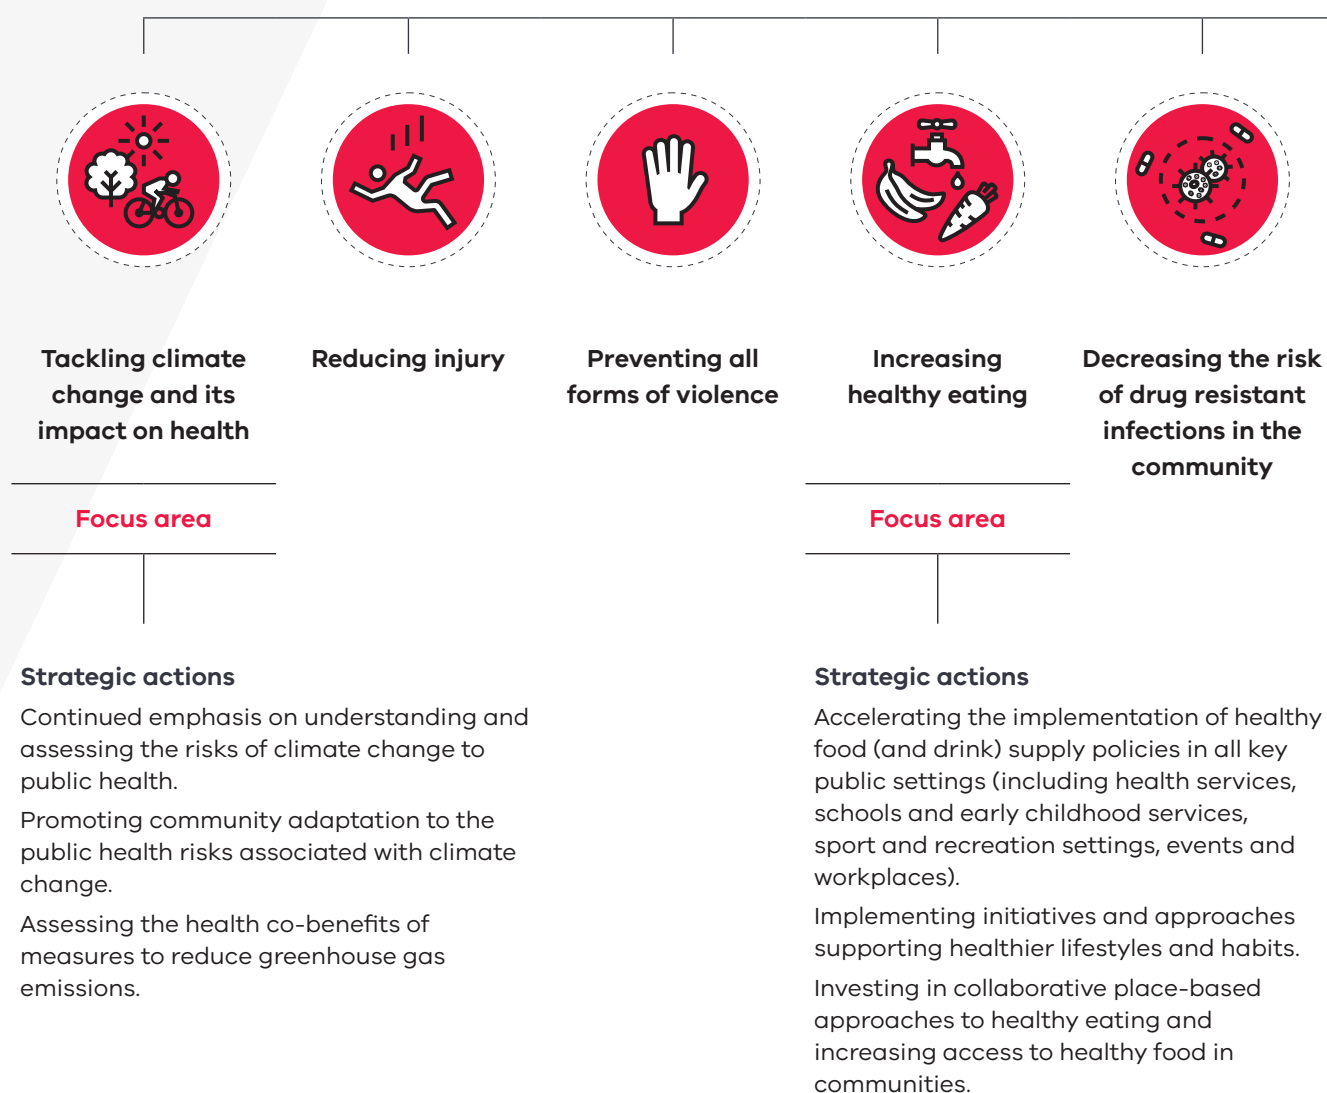 Tackling climate
change and its
impact on health
Reducing injury
Preventing all
forms of violence
Increasing
healthy eating
Decreasing the risk
of drug resistant
infections in the
community
Focus area
Focus area
Strategic actions
Continued emphasis on understanding and
assessing the risks of climate change to
public health.
Promoting community adaptation to the
public health risks associated with climate
change.
Assessing the health co-benefits of
measures to reduce greenhouse gas
emissions.
Strategic actions
Accelerating the implementation of healthy
food (and drink) supply policies in all key
public settings (including health services,
schools and early childhood services,
sport and recreation settings, events and
workplaces).
Implementing initiatives and approaches
supporting healthier lifestyles and habits.
Investing in collaborative place-based
approaches to healthy eating and
increasing access to healthy food in
communities.